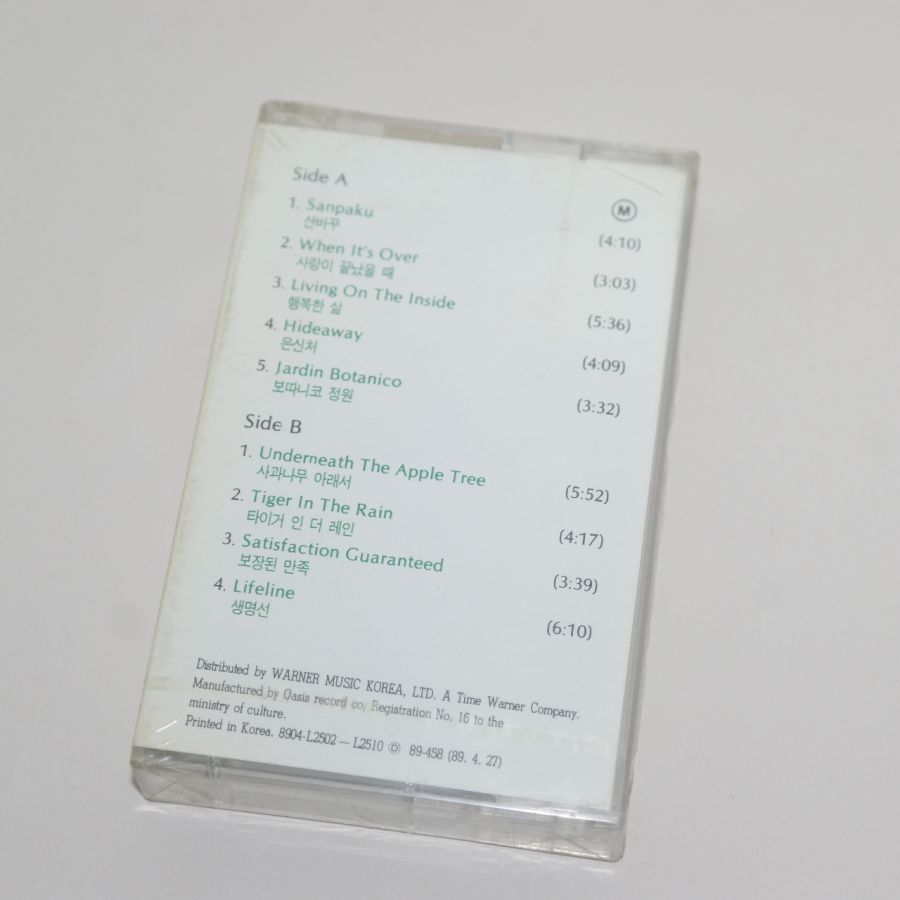 Side A
Ⓜ
1. Sanpaku (4:10)
산바꾸
2. When It's Over (3:03)
사랑이 끝났을 때
3. Living On The Inside (5:36)
행복한 삶
4. Hideaway (4:09)
은신처
5. Jardin Botanico (3:32)
보따니코 정원
Side B
1. Underneath The Apple Tree (5:52)
사과나무 아래서
2. Tiger In The Rain (4:17)
타이거 인 더 레인
3. Satisfaction Guaranteed (3:39)
보장된 만족
4. Lifeline (6:10)
생명선
Distributed by WARNER MUSIC KOREA, LTD. A Time Warner Company.
Manufactured by Oasis record co, Registration No. 16 to the
ministry of culture.
Printed in Korea. 8904-L2502 — L2510 Ⓓ 89-458 (89. 4. 27)